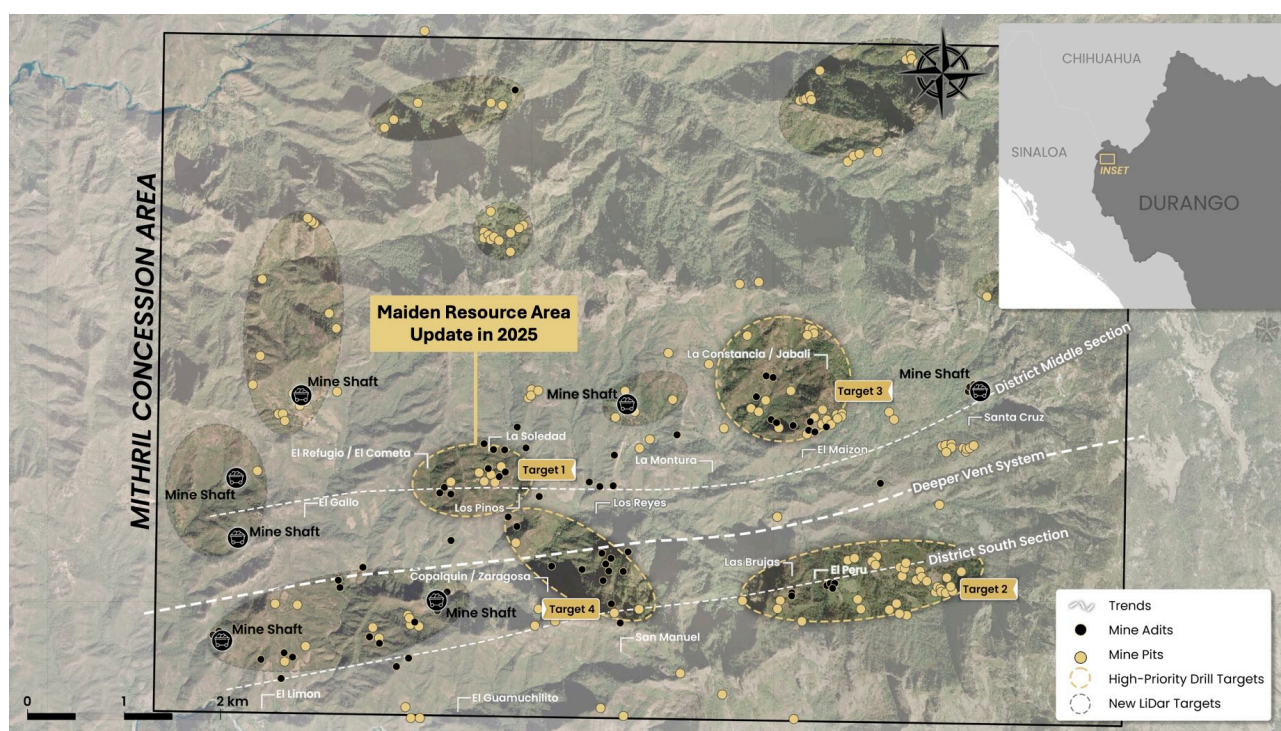 CHIHUAHUA
SINALOA
INSET
DURANGO
MITHRIL CONCESSION AREA
Maiden Resource Area
Update in 2025
La Constancia / Jabali
District Middle Section
Mine Shaft
Mine Shaft
Mine Shaft
Target 3
Santa Cruz
La Soledad
El Refugio / El Cometa
Target 1
La Montura
El Maizon
Deeper Vent System
Mine Shaft
El Gallo
Los Pinos
Los Reyes
Mine Shaft
District South Section
Las Brujas
El Peru
Copalquin / Zaragosa
Target 2
Mine Shaft
Target 4
Mine Shaft
San Manuel
El Limon
El Guamuchilito
0 1 2 km
Trends
Mine Adits
Mine Pits
High-Priority Drill Targets
New LiDar Targets